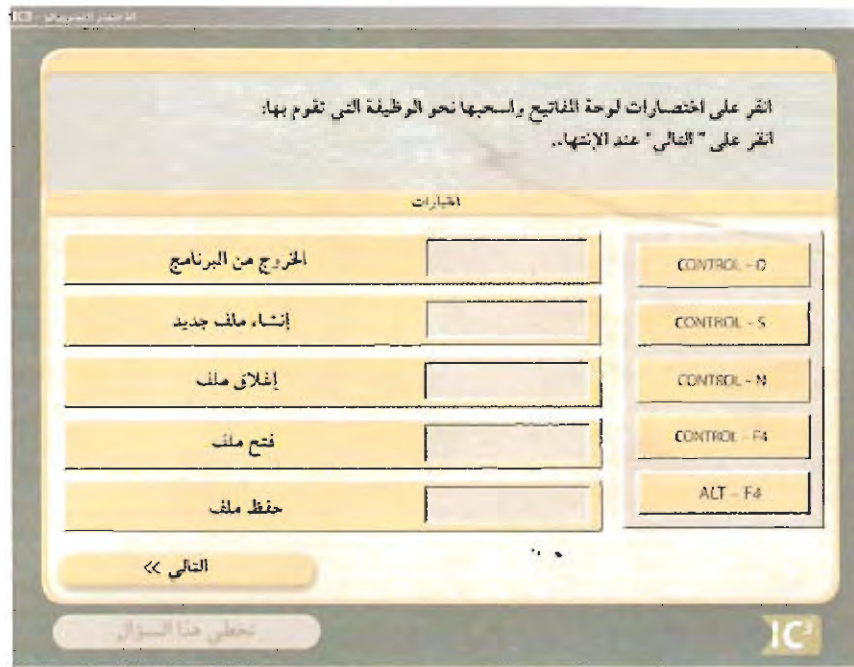 انقر على اختصارات لوحة المفاتيح واسحبها نحو الوظيفة التي تقوم بها:
انقر على "التالي" عند الإنتهاء..
اختيارات
الخروج من البرنامج
CONTROL - O
إنشاء ملف جديد
CONTROL - S
إغلاق ملف
CONTROL - N
فتح ملف
CONTROL - F4
حفظ ملف
ALT - F4
التالي >>
تخطي هذا السؤال
IC³